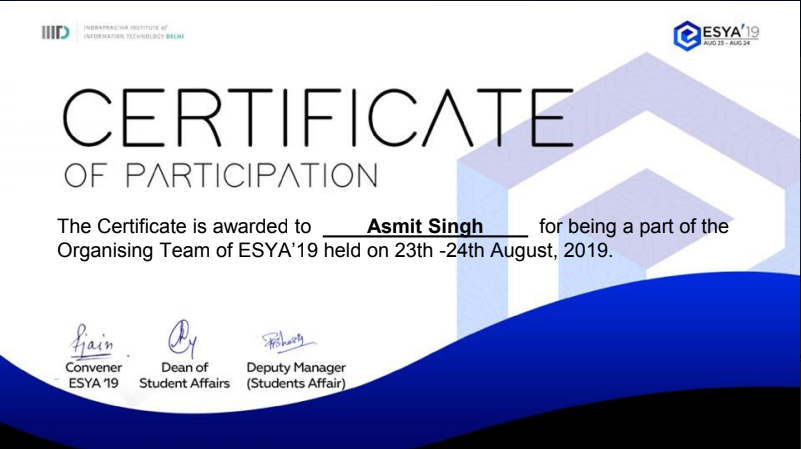 IIID
INDRAPRASTHA INSTITUTE of
INFORMATION TECHNOLOGY DELHI
ESYA'19
AUG 23 - AUG 24
CERTIFICATE
OF PARTICIPATION
The Certificate is awarded to Asmit Singh for being a part of the
Organising Team of ESYA’19 held on 23th -24th August, 2019.
Convener
ESYA '19
Dean of
Student Affairs
Deputy Manager
(Students Affair)